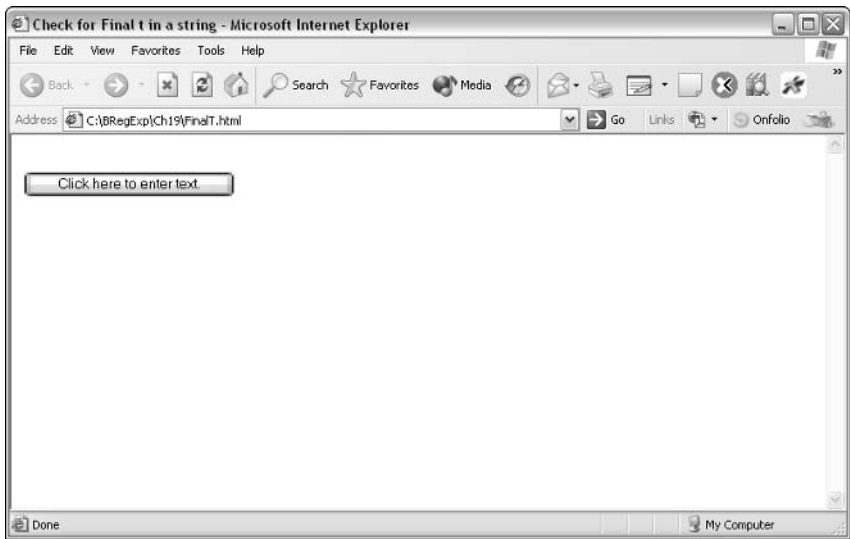 Check for Final t in a string - Microsoft Internet Explorer
File Edit View Favorites Tools Help
Back Search Favorites Media
Address C:\BRegExp\Ch19\FinalT.html Go Links Onfolio
Click here to enter text.
Done My Computer